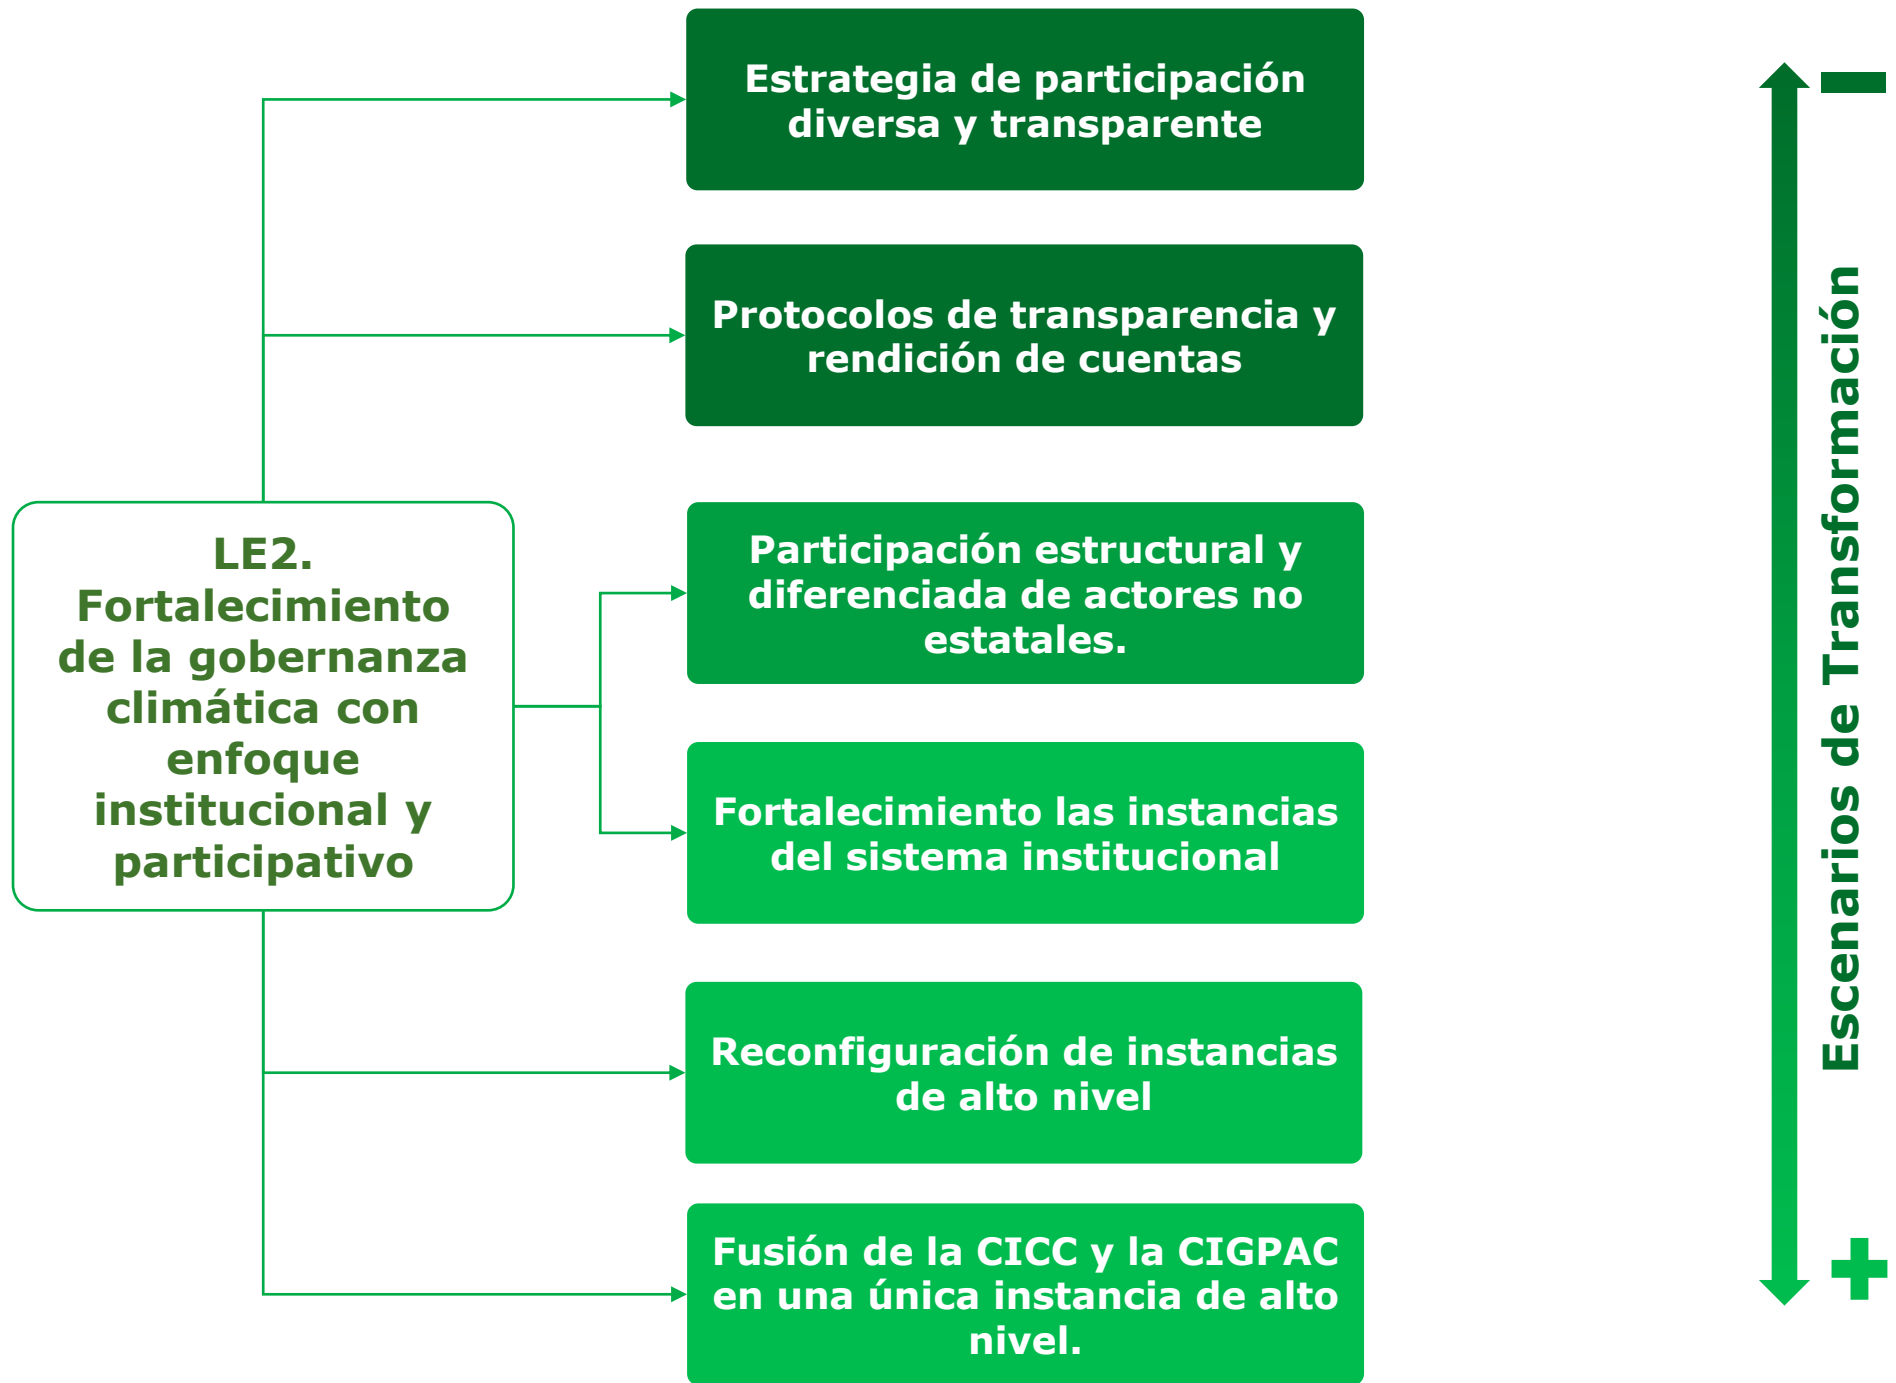 Estrategia de participación
diversa y transparente
Protocolos de transparencia y
rendición de cuentas
LE2.
Fortalecimiento
de la gobernanza
climática con
enfoque
institucional y
participativo
Participación estructural y
diferenciada de actores no
estatales.
Fortalecimiento las instancias
del sistema institucional
Reconfiguración de instancias
de alto nivel
Fusión de la CICC y la CIGPAC
en una única instancia de alto
nivel.
Escenarios de Transformación